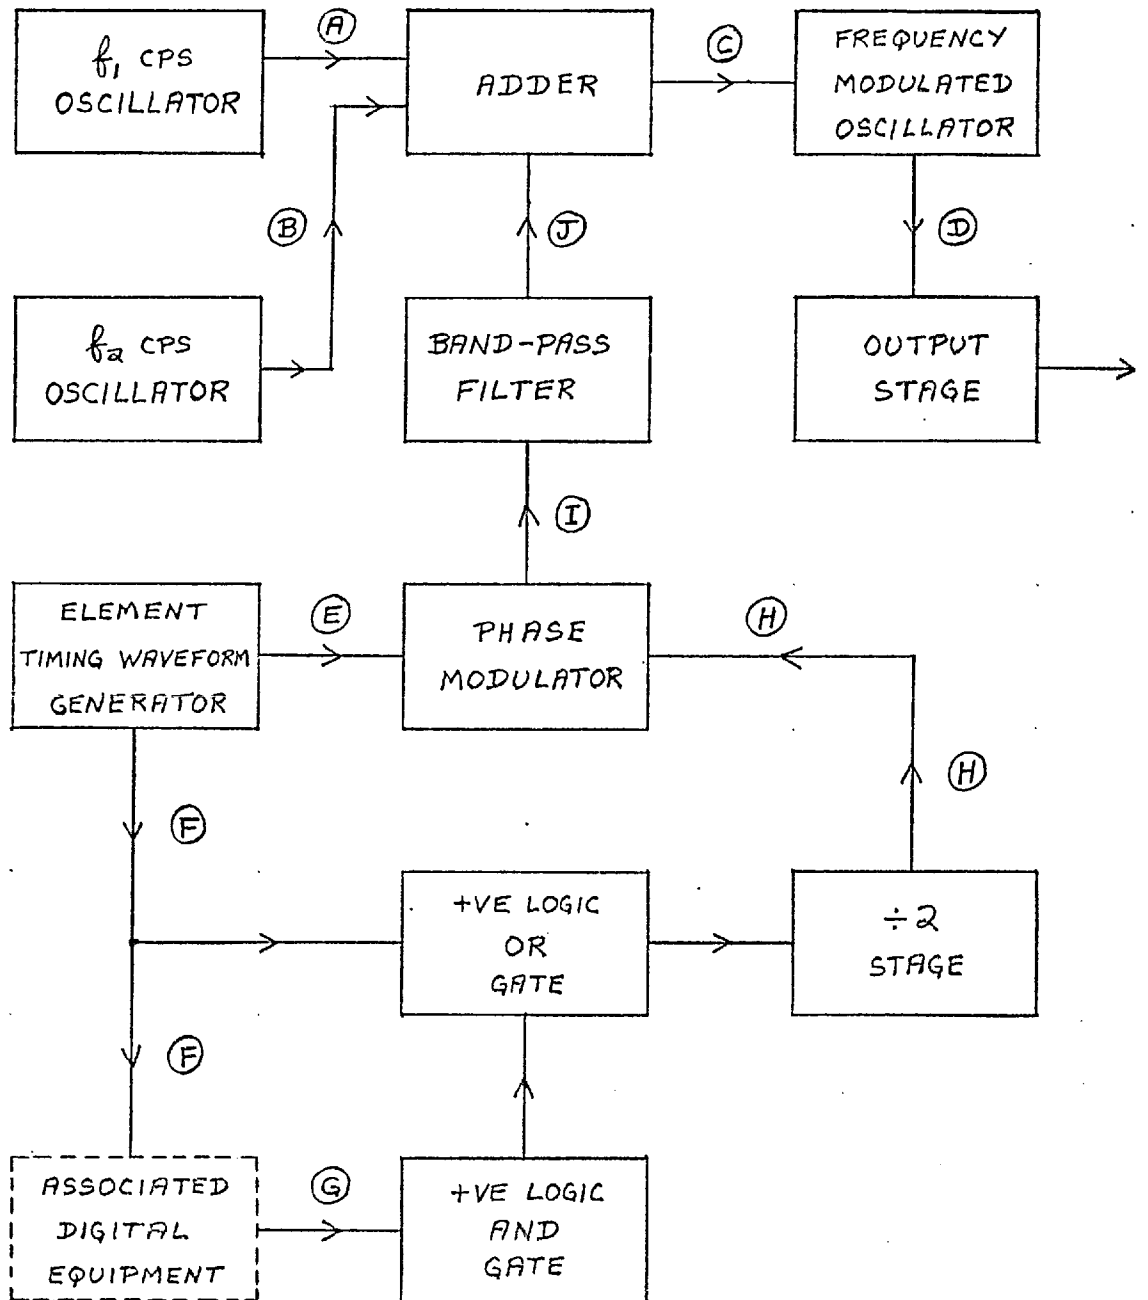 f₁ CPS
OSCILLATOR
A
ADDER
C
FREQUENCY
MODULATED
OSCILLATOR
B
J
D
f₂ CPS
OSCILLATOR
BAND-PASS
FILTER
OUTPUT
STAGE
I
ELEMENT
TIMING WAVEFORM
GENERATOR
E
PHASE
MODULATOR
H
H
F
+VE LOGIC
OR
GATE
÷2
STAGE
F
ASSOCIATED
DIGITAL
EQUIPMENT
G
+VE LOGIC
AND
GATE